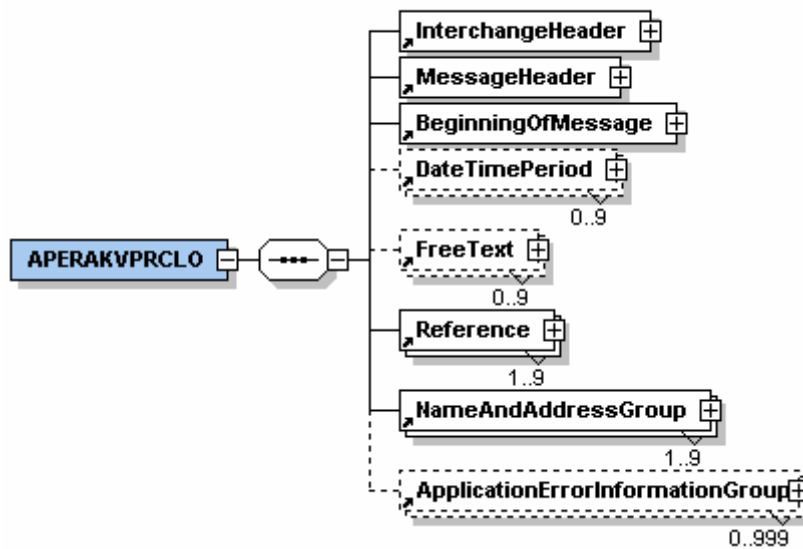 InterchangeHeader
MessageHeader
BeginningOfMessage
DateTimePeriod
0..9
APERAKVPRCLO
FreeText
0..9
Reference
1..9
NameAndAddressGroup
1..9
ApplicationErrorInformationGroup
0..999